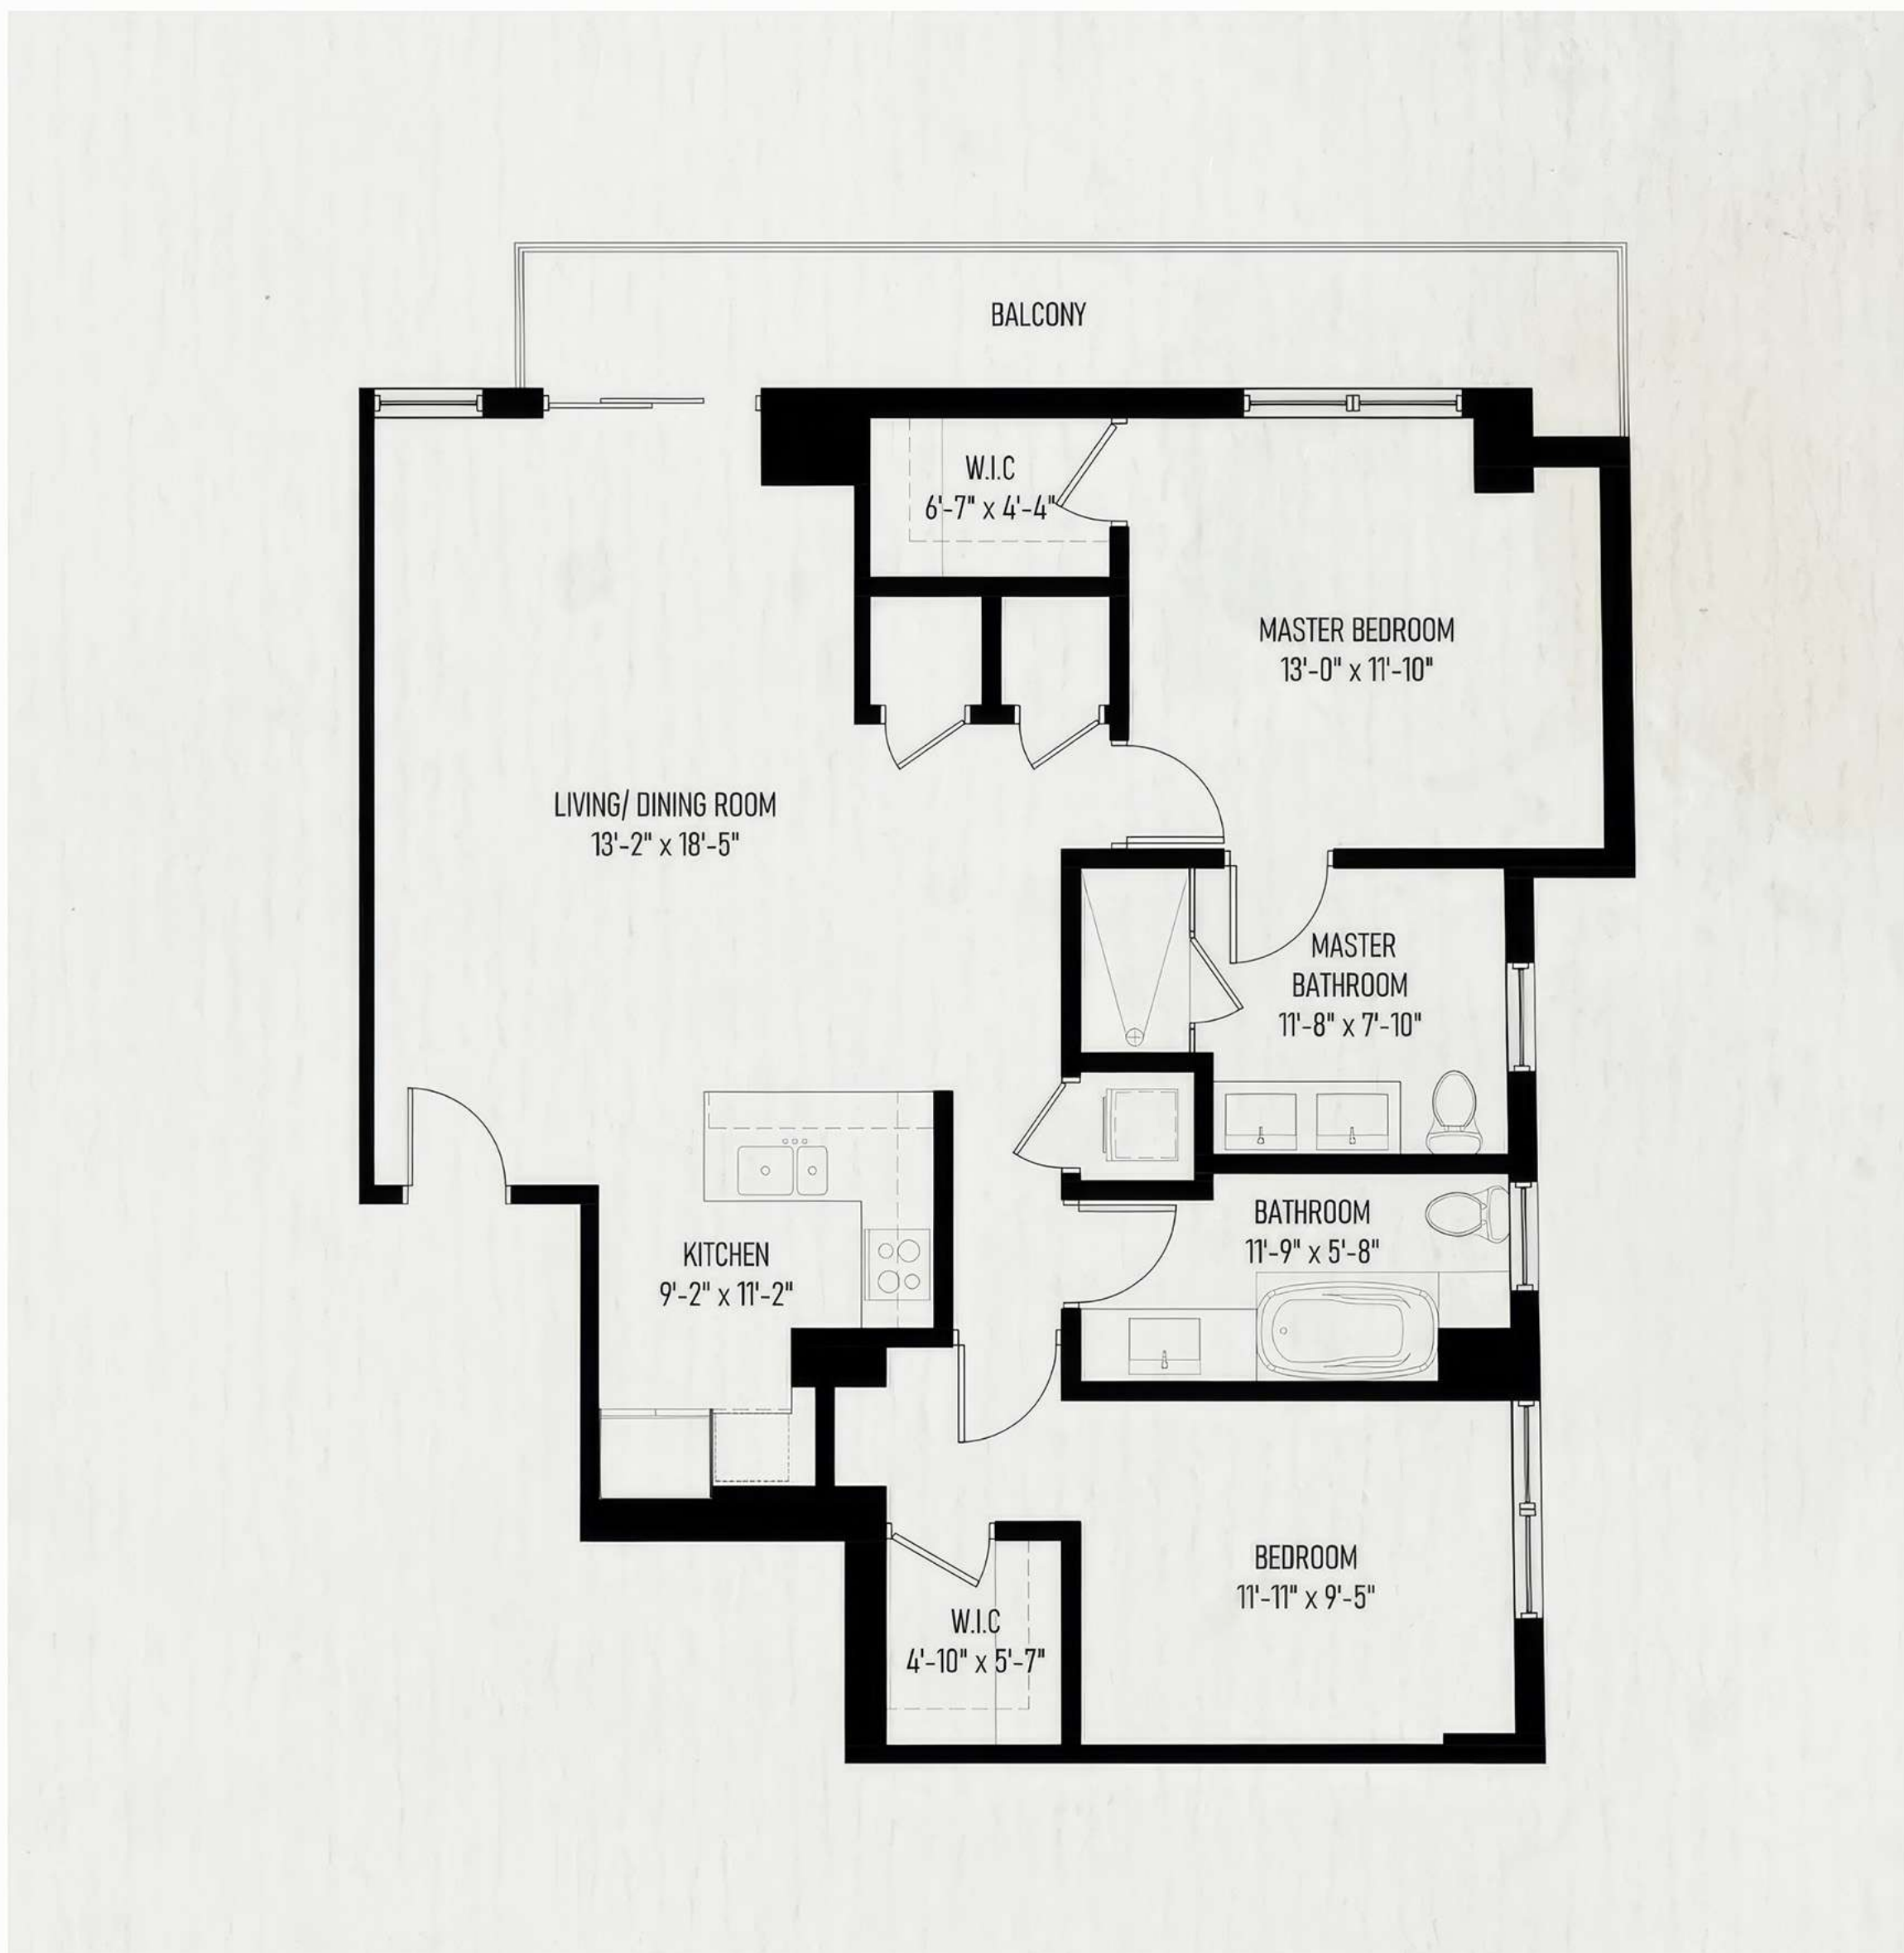 BALCONY
W.I.C
6'-7" x 4'-4"
MASTER BEDROOM
13'-0" x 11'-10"
LIVING/ DINING ROOM
13'-2" x 18'-5"
MASTER
BATHROOM
11'-8" x 7'-10"
BATHROOM
11'-9" x 5'-8"
KITCHEN
9'-2" x 11'-2"
BEDROOM
11'-11" x 9'-5"
W.I.C
4'-10" x 5'-7"